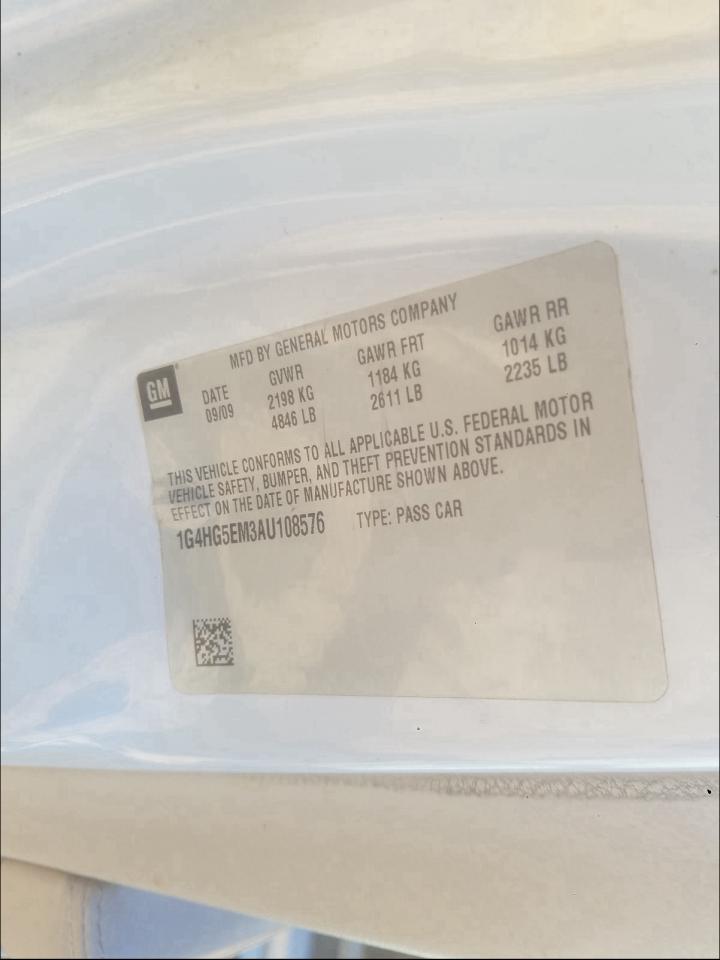 MFD BY GENERAL MOTORS COMPANY
GM
DATE GVWR GAWR FRT GAWR RR
09/09 2198 KG 1184 KG 1014 KG
4846 LB 2611 LB 2235 LB
THIS VEHICLE CONFORMS TO ALL APPLICABLE U.S. FEDERAL MOTOR
VEHICLE SAFETY, BUMPER, AND THEFT PREVENTION STANDARDS IN
EFFECT ON THE DATE OF MANUFACTURE SHOWN ABOVE.
1G4HG5EM3AU108576 TYPE: PASS CAR